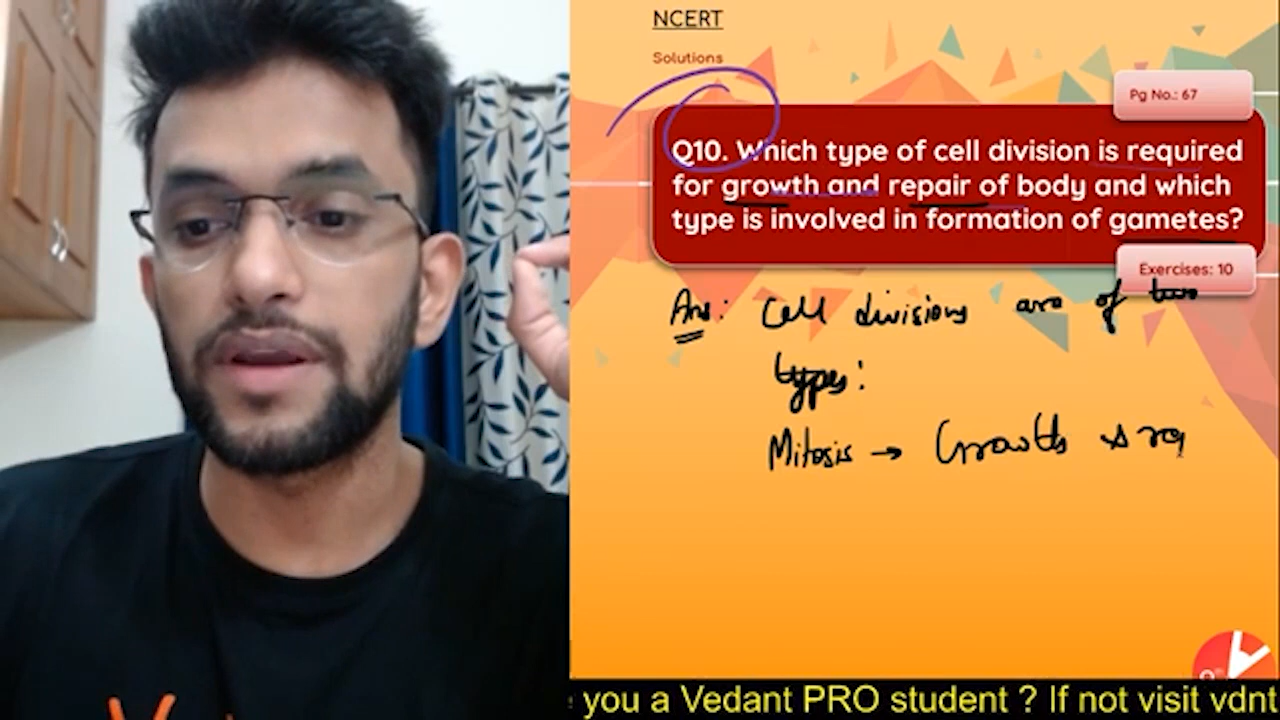 NCERT
Solutions
Pg No.: 67
Q10. Which type of cell division is required
for growth and repair of body and which
type is involved in formation of gametes?
Exercises: 10
Ans: Cell divisions are of two
types:
Mitosis → Growth &
you a Vedant PRO student ? If not visit vdnt